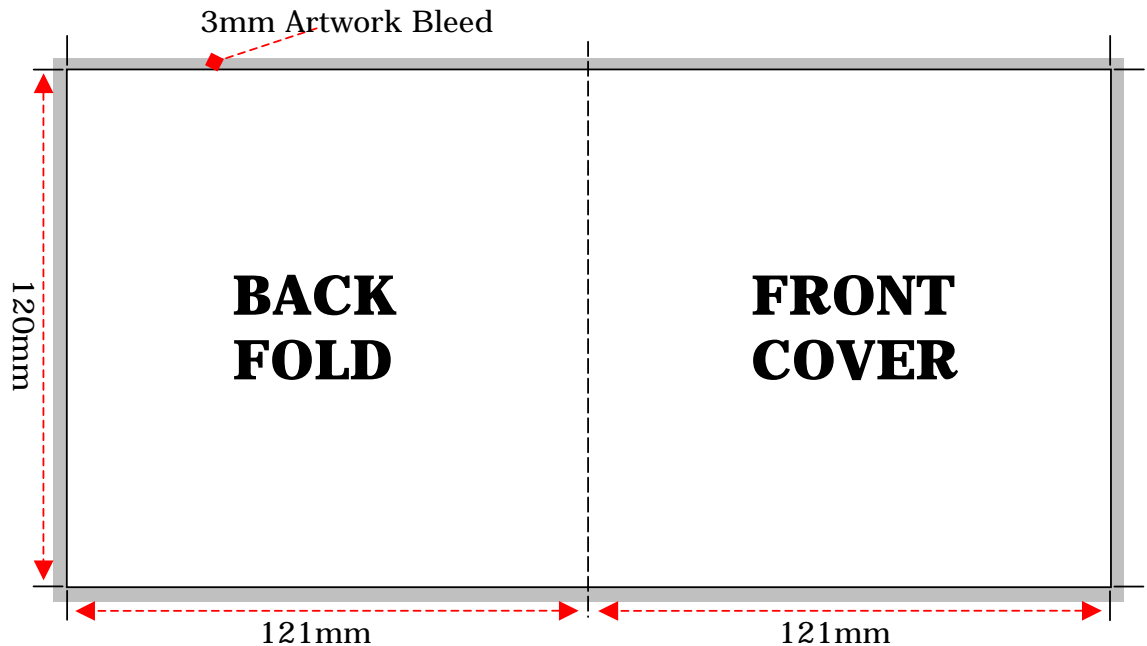 3mm Artwork Bleed
120mm
BACK
FOLD
FRONT
COVER
121mm
121mm